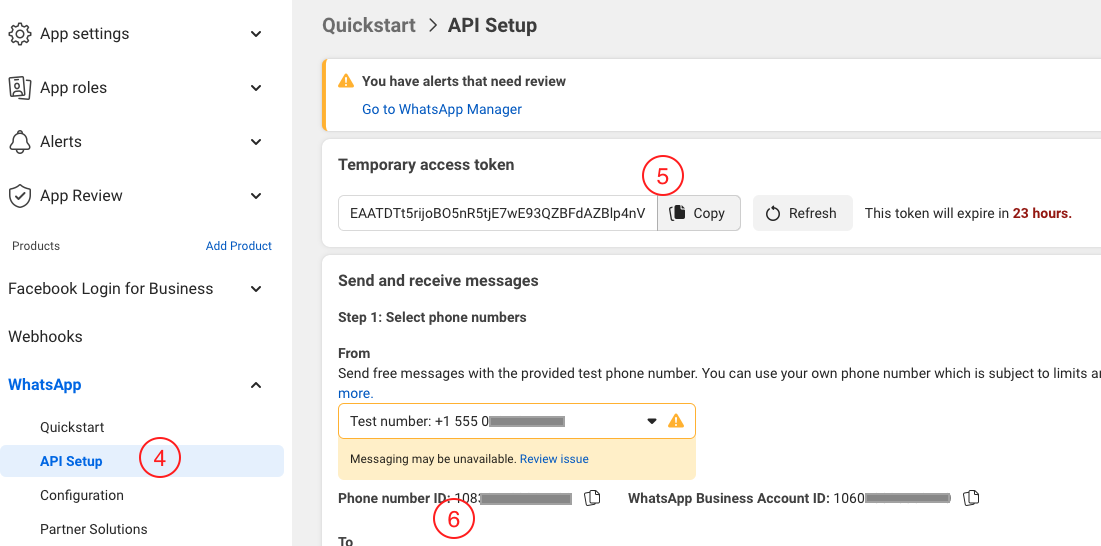 App settings
App roles
Alerts
App Review
Products Add Product
Facebook Login for Business
Webhooks
WhatsApp
Quickstart
API Setup 4
Configuration
Partner Solutions
Quickstart > API Setup
You have alerts that need review
Go to WhatsApp Manager
Temporary access token
5
EAATDTt5rijoBO5nR5tjE7wE93QZBFdAZBlp4nV Copy Refresh This token will expire in 23 hours.
Send and receive messages
Step 1: Select phone numbers
From
Send free messages with the provided test phone number. You can use your own phone number which is subject to limits
more.
Test number: +1 555 0
Messaging may be unavailable. Review issue
Phone number ID: 108 WhatsApp Business Account ID: 1060
6
To